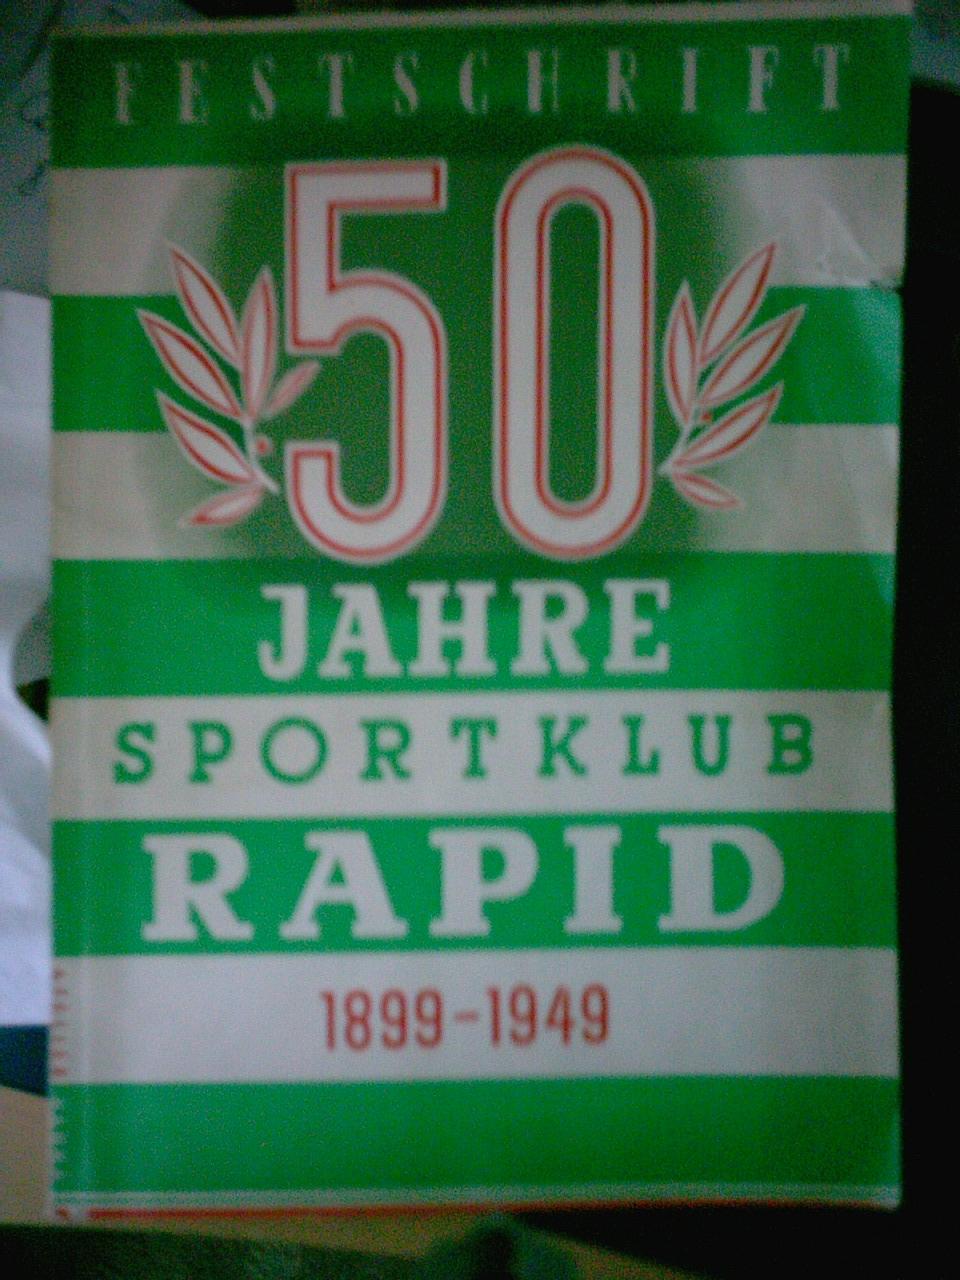 FESTSCHRIFT
50
JAHRE
SPORTKLUB
RAPID
1899-1949